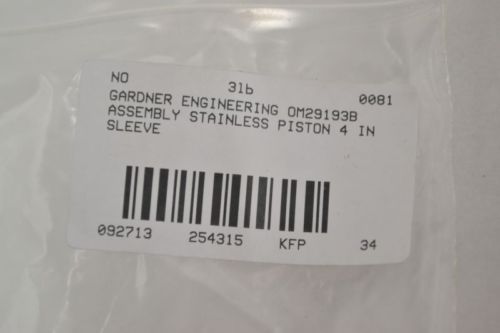 NO 3lb 0081
GARDNER ENGINEERING OM29193B
ASSEMBLY STAINLESS PISTON 4 IN
SLEEVE
092713 254315 KFP 34